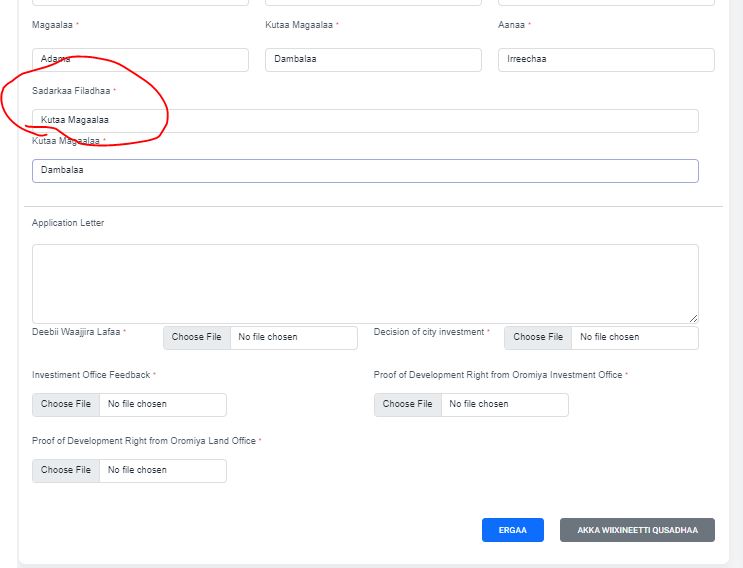 Magaalaa * Kutaa Magaalaa * Aanaa *
Adama Dambalaa Irreechaa
Sadarkaa Filadhaa *
Kutaa Magaalaa
Kutaa Magaalaa *
Dambalaa
Application Letter
Deebii Waajjira Lafaa * Choose File No file chosen Decision of city investment * Choose File No file chosen
Investiment Office Feedback * Proof of Development Right from Oromiya Investment Office *
Choose File No file chosen Choose File No file chosen
Proof of Development Right from Oromiya Land Office *
Choose File No file chosen
ERGAA AKKA WIIXINEETTI QUSADHAA